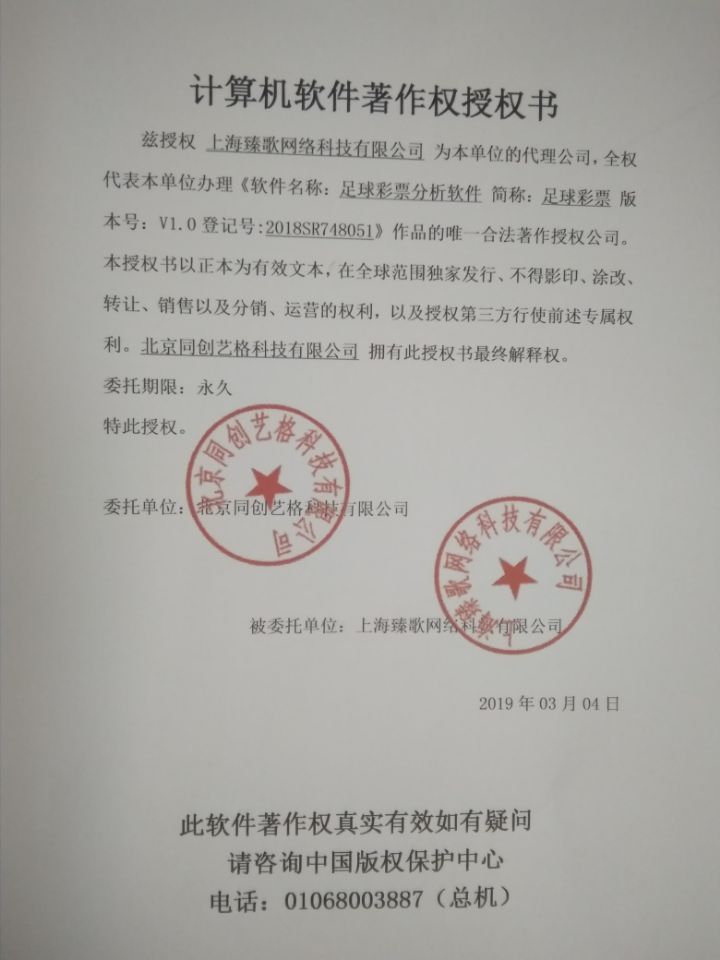 计算机软件著作权授权书
兹授权 上海臻歌网络科技有限公司 为本单位的代理公司，全权
代表本单位办理《软件名称：足球彩票分析软件 简称：足球彩票 版
本号：V1.0 登记号:2018SR748051》作品的唯一合法著作授权公司。
本授权书以正本为有效文本，在全球范围独家发行、不得影印、涂改、
转让、销售以及分销、运营的权利，以及授权第三方行使前述专属权
利。北京同创艺格科技有限公司 拥有此授权书最终解释权。
委托期限：永久
特此授权。
北京同创艺格科技有限公司
委托单位：北京同创艺格科技有限公司
上海臻歌网络科技有限公司
被委托单位：上海臻歌网络科技有限公司
2019 年 03 月 04 日
此软件著作权真实有效如有疑问
请咨询中国版权保护中心
电话：01068003887（总机）